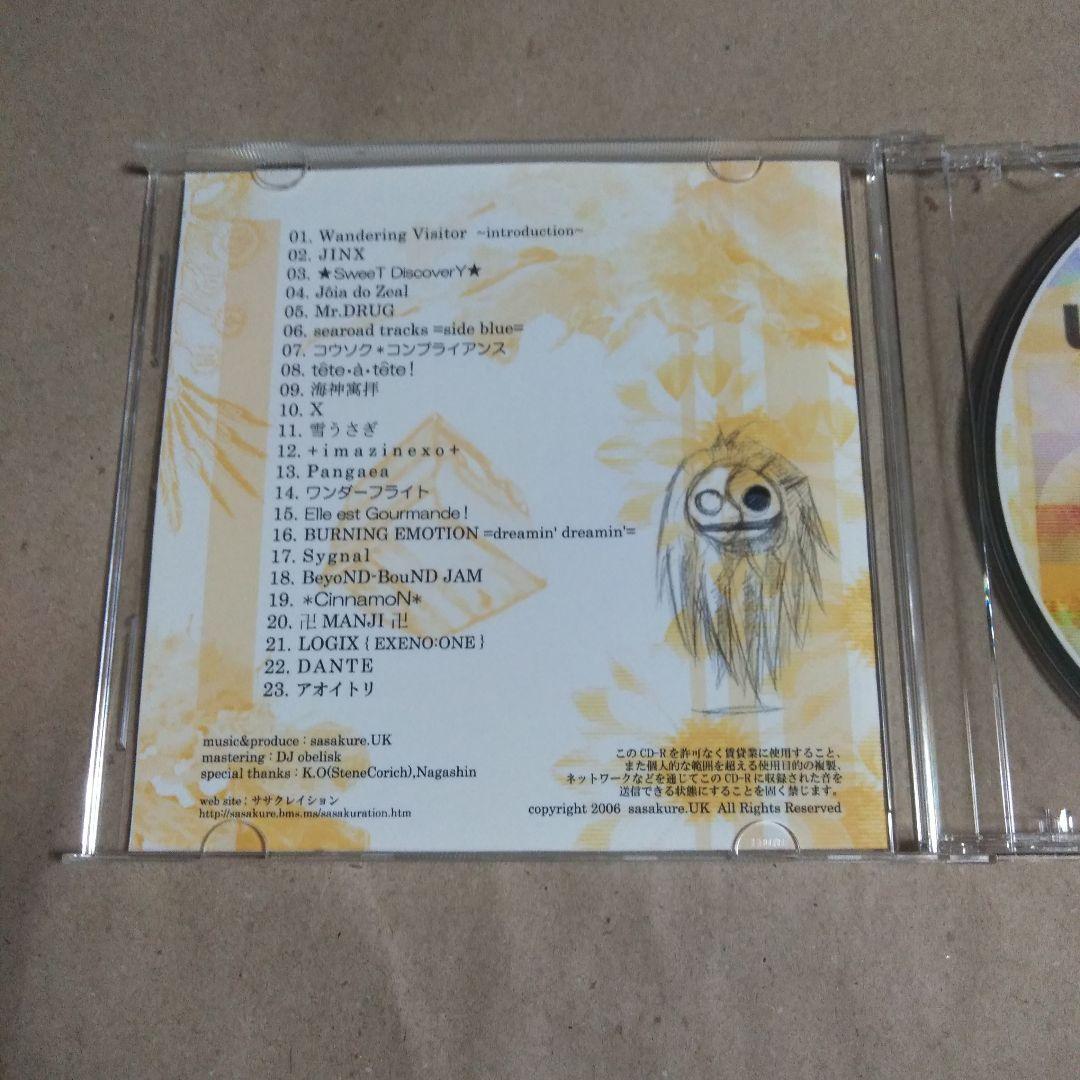 01. Wandering Visitor ~introduction~
02. JINX
03. ★SweeT DiscoverY★
04. Jôia do Zeal
05. Mr.DRUG
06. searoad tracks =side blue=
07. コウソク*コンプライアンス
08. tête・à・tête!
09. 海神寓拝
10. X
11. 雪うさぎ
12. +imazinexo+
13. Pangaea
14. ワンダーフライト
15. Elle est Gourmande!
16. BURNING EMOTION =dreamin' dreamin'=
17. Sygnal
18. BeyoND-BouND JAM
19. *CinnamoN*
20. 卍 MANJI 卍
21. LOGIX { EXENO:ONE }
22. DANTE
23. アオイトリ
music&produce : sasakure.UK
mastering : DJ obelisk
special thanks : K.O(SteneCorich),Nagashin
web site : ササクレイション
http://sasakure.bms.ms/sasakuration.htm
このCD-Rを許可なく賃貸業に使用すること、
また個人的な範囲を超える使用目的の複製、
ネットワークなどを通じてこのCD-Rに収録された音を
送信できる状態にすることを固く禁じます。
copyright 2006 sasakure.UK All Rights Reserved